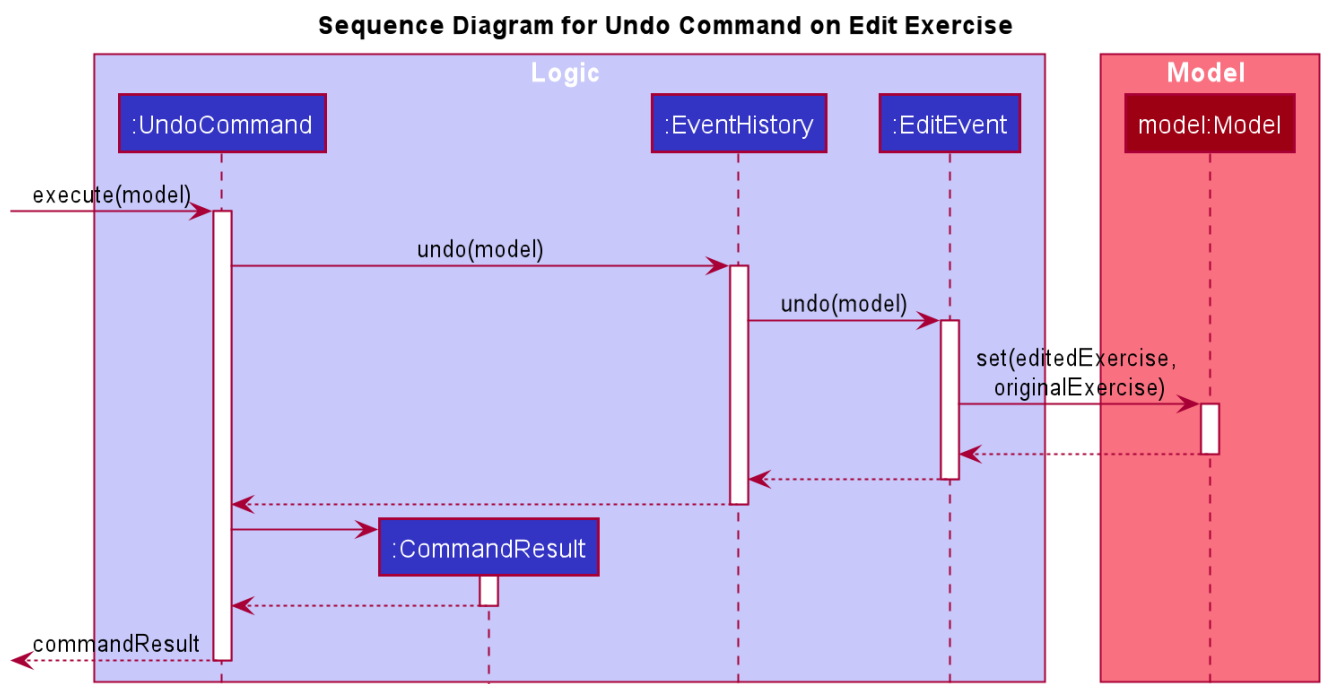 Sequence Diagram for Undo Command on Edit Exercise
Logic
Model
:UndoCommand
:EventHistory
:EditEvent
model:Model
execute(model)
undo(model)
undo(model)
set(editedExercise,
originalExercise)
:CommandResult
commandResult